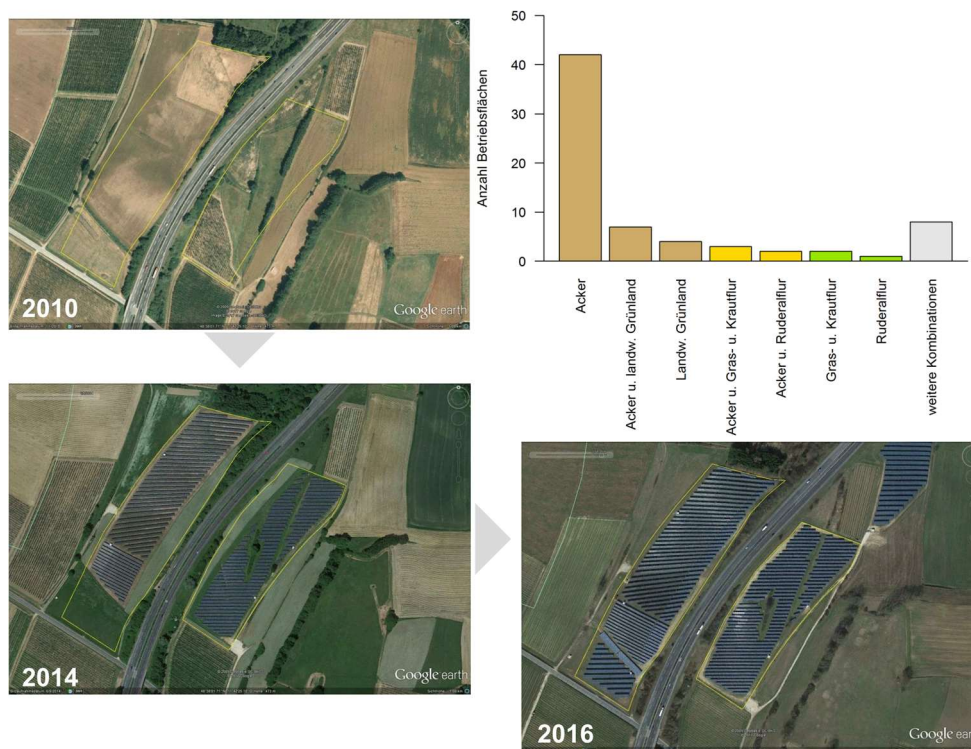 2010
Google earth
Anzahl Betriebsflächen
50
40
30
20
10
0
Acker
Acker u. landw. Grünland
Landw. Grünland
Acker u. Gras- u. Krautflur
Acker u. Ruderalflur
Gras- u. Krautflur
Ruderalflur
weitere Kombinationen
2014
Google earth
2016
Google earth